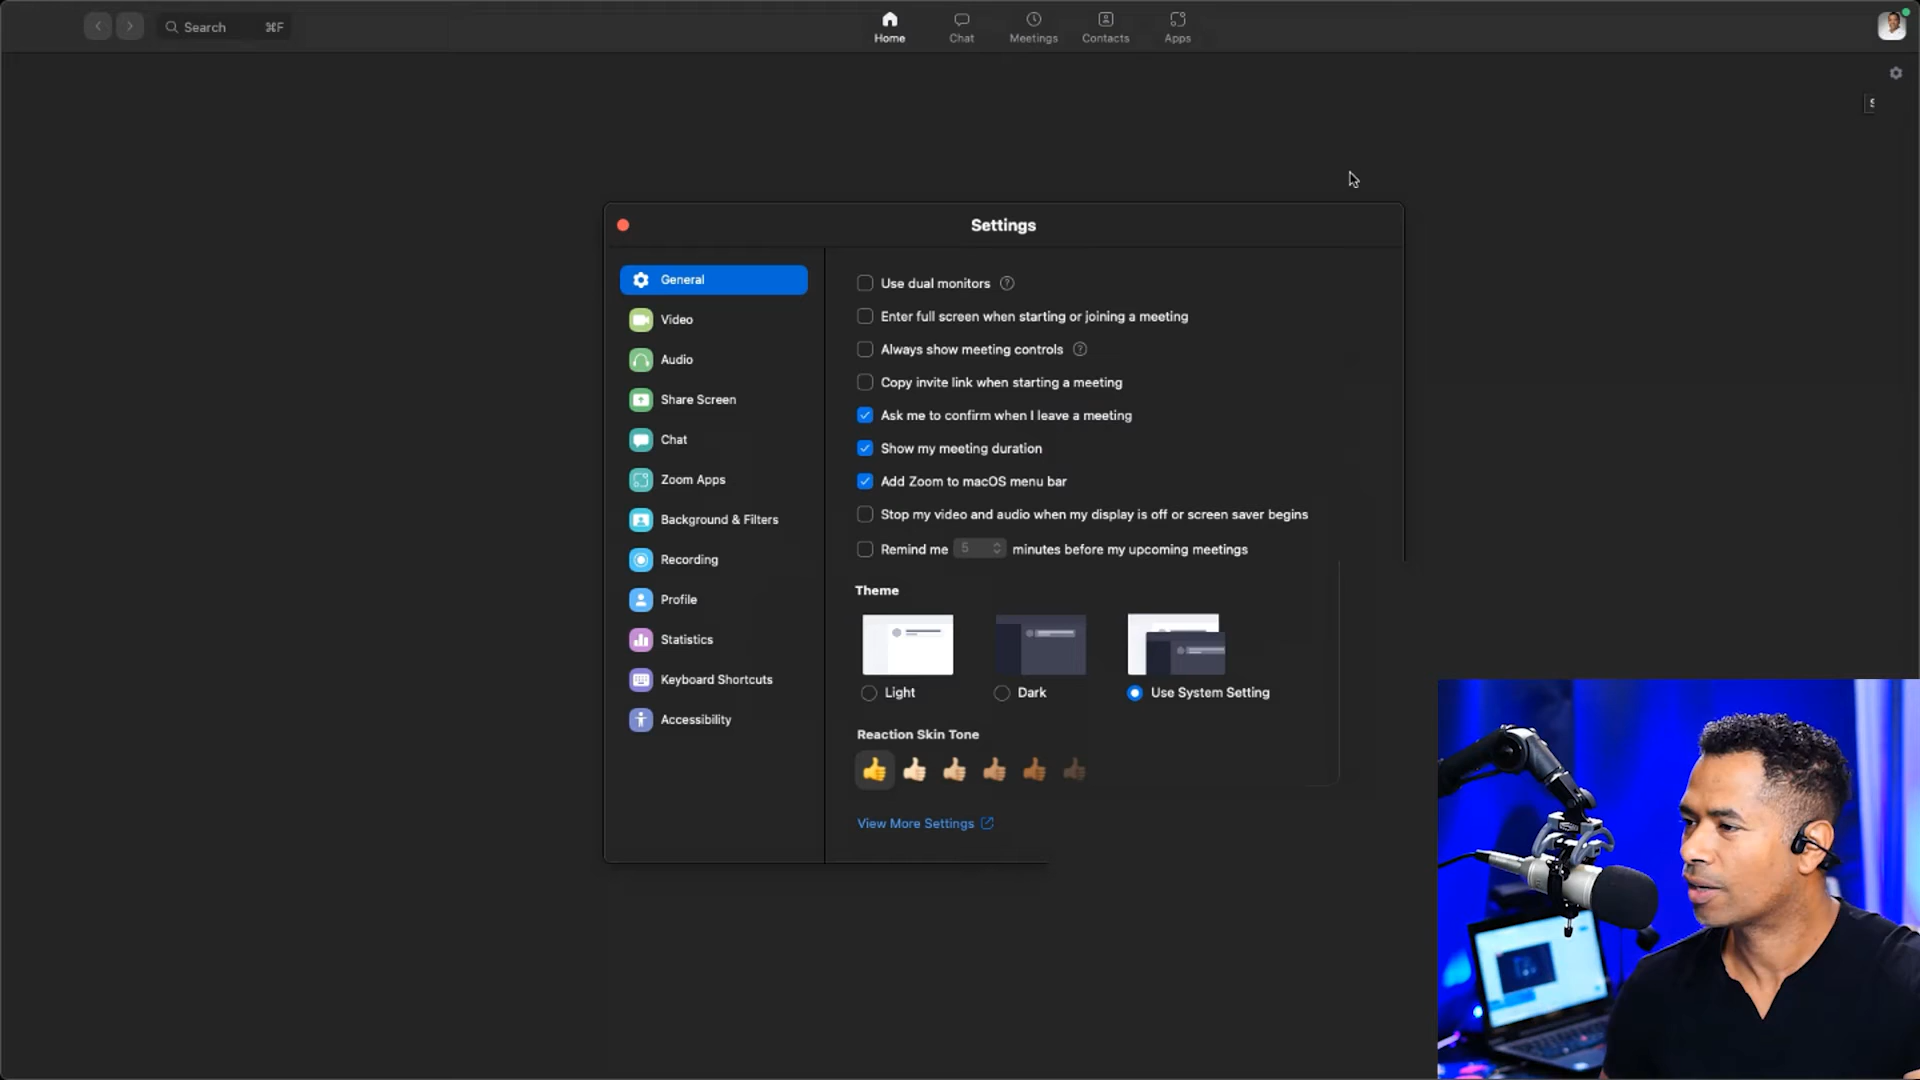 Search ⌘F
Home
Chat
Meetings
Contacts
Apps
Settings
General
Video
Audio
Share Screen
Chat
Zoom Apps
Background & Filters
Recording
Profile
Statistics
Keyboard Shortcuts
Accessibility
Use dual monitors
Enter full screen when starting or joining a meeting
Always show meeting controls
Copy invite link when starting a meeting
Ask me to confirm when I leave a meeting
Show my meeting duration
Add Zoom to macOS menu bar
Stop my video and audio when my display is off or screen saver begins
Remind me 5 minutes before my upcoming meetings
Theme
Light
Dark
Use System Setting
Reaction Skin Tone
View More Settings